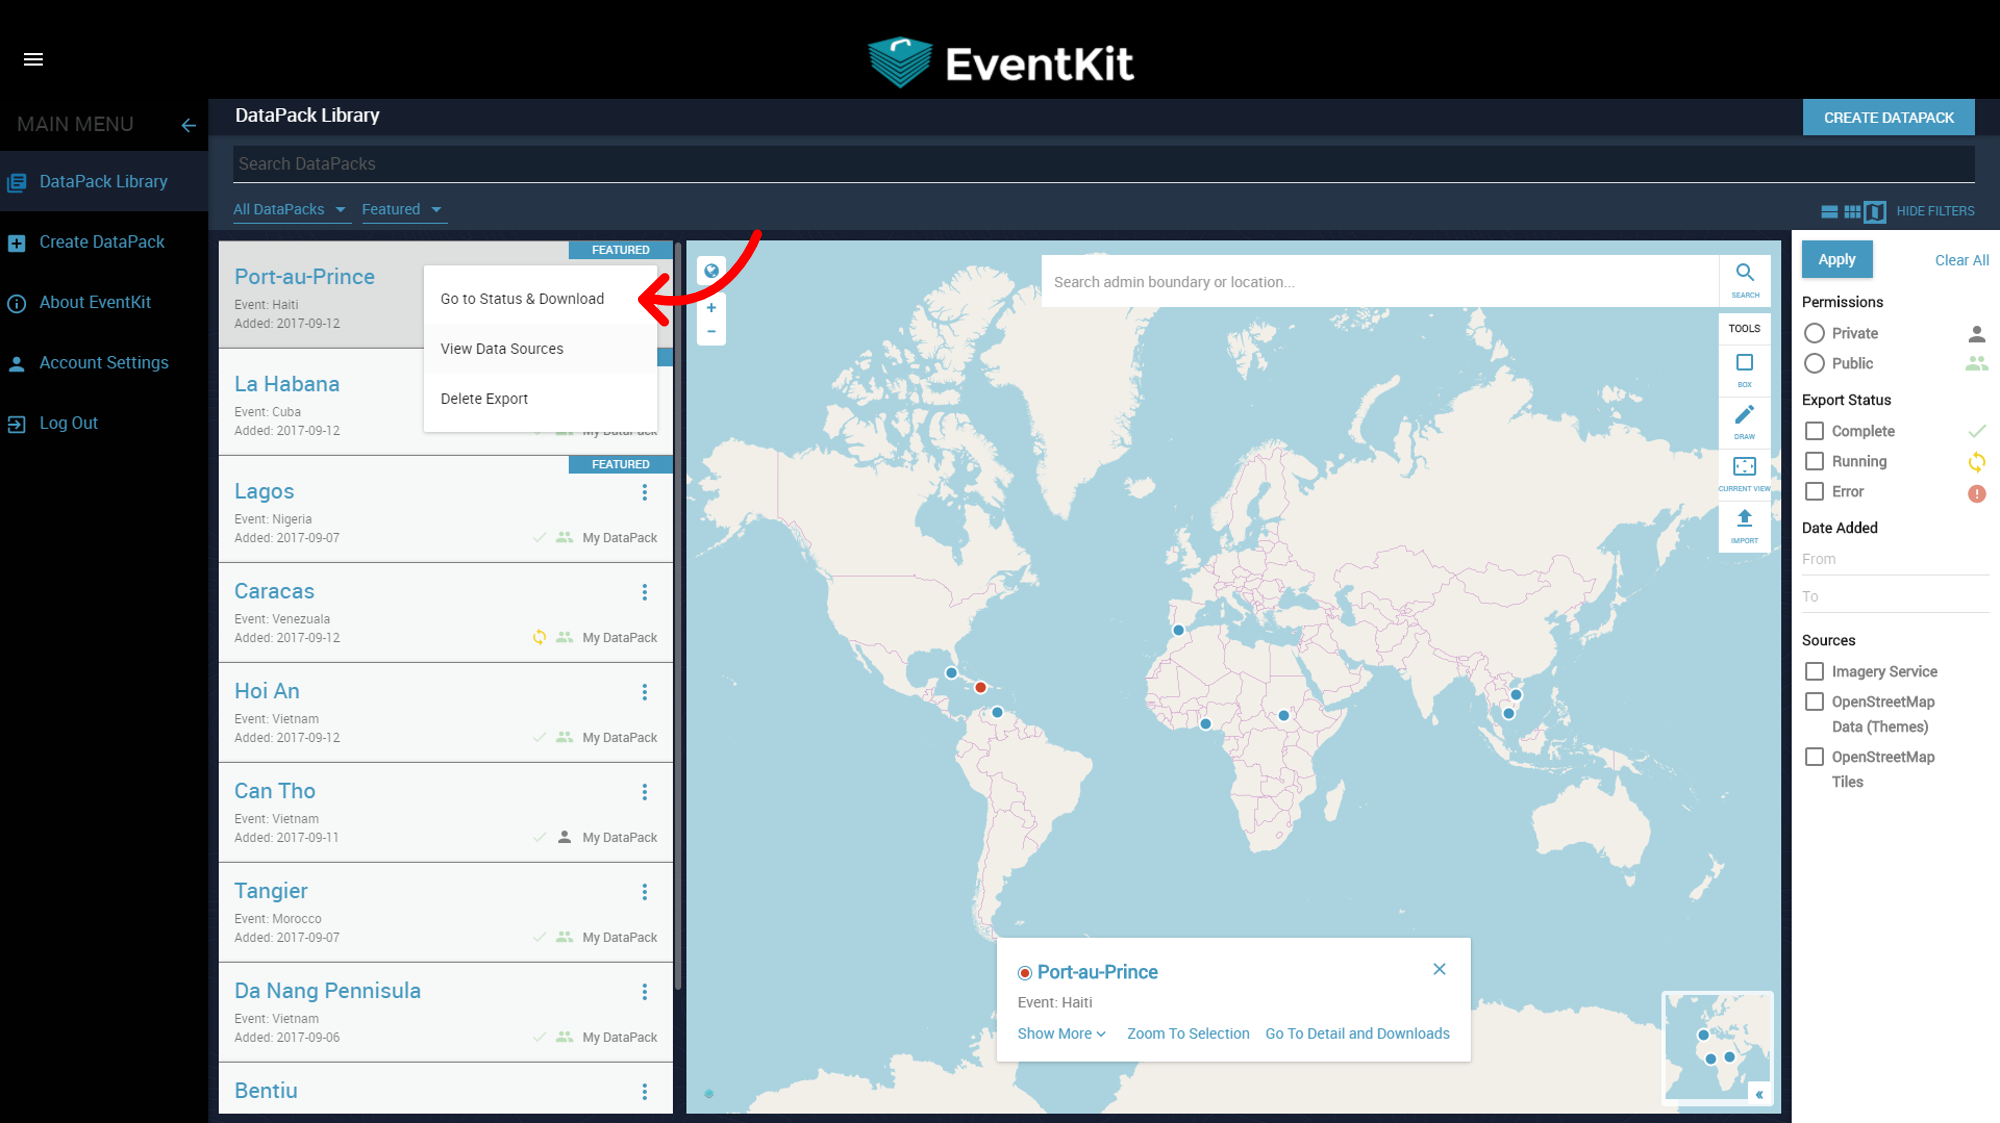 EventKit
MAIN MENU
DataPack Library
Create DataPack
About EventKit
Account Settings
Log Out
DataPack Library
CREATE DATAPACK
Search DataPacks
All DataPacks
Featured
HIDE FILTERS
FEATURED
Port-au-Prince
Event: Haiti
Added: 2017-09-12
Go to Status & Download
View Data Sources
Delete Export
La Habana
Event: Cuba
Added: 2017-09-12
My DataPack
FEATURED
Lagos
Event: Nigeria
Added: 2017-09-07
My DataPack
Caracas
Event: Venezuala
Added: 2017-09-12
My DataPack
Hoi An
Event: Vietnam
Added: 2017-09-12
My DataPack
Can Tho
Event: Vietnam
Added: 2017-09-11
My DataPack
Tangier
Event: Morocco
Added: 2017-09-07
My DataPack
Da Nang Pennisula
Event: Vietnam
Added: 2017-09-06
My DataPack
Bentiu
+
−
Search admin boundary or location...
SEARCH
TOOLS
BOX
DRAW
CURRENT VIEW
IMPORT
Port-au-Prince
Event: Haiti
Show More
Zoom To Selection
Go To Detail and Downloads
«
Apply
Clear All
Permissions
Private
Public
Export Status
Complete
Running
Error
Date Added
From
To
Sources
Imagery Service
OpenStreetMap
Data (Themes)
OpenStreetMap
Tiles